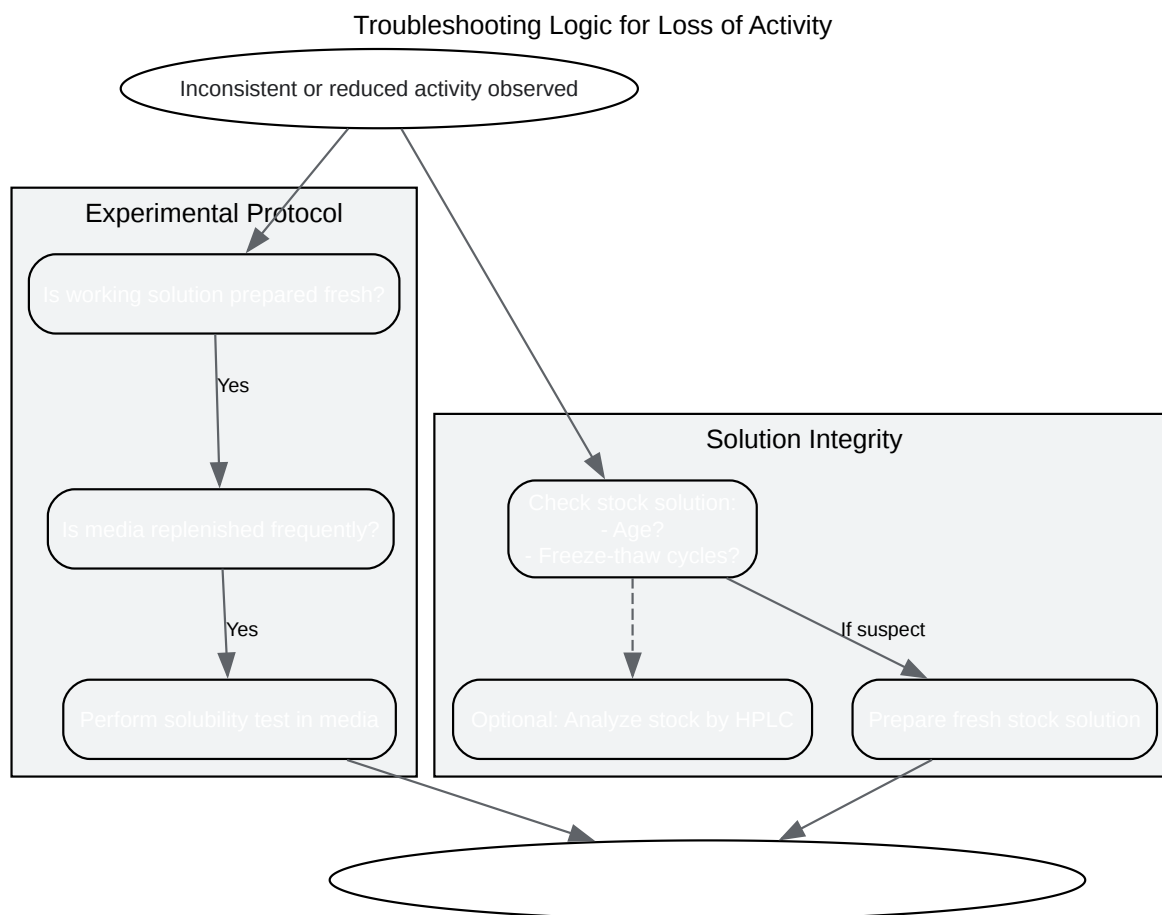 Troubleshooting Logic for Loss of Activity
Inconsistent or reduced activity observed
Experimental Protocol
Is working solution prepared fresh?
Yes
Is media replenished frequently?
Yes
Perform solubility test in media
Solution Integrity
Check stock solution:
- Age?
- Freeze-thaw cycles?
If suspect
Optional: Analyze stock by HPLC
Prepare fresh stock solution